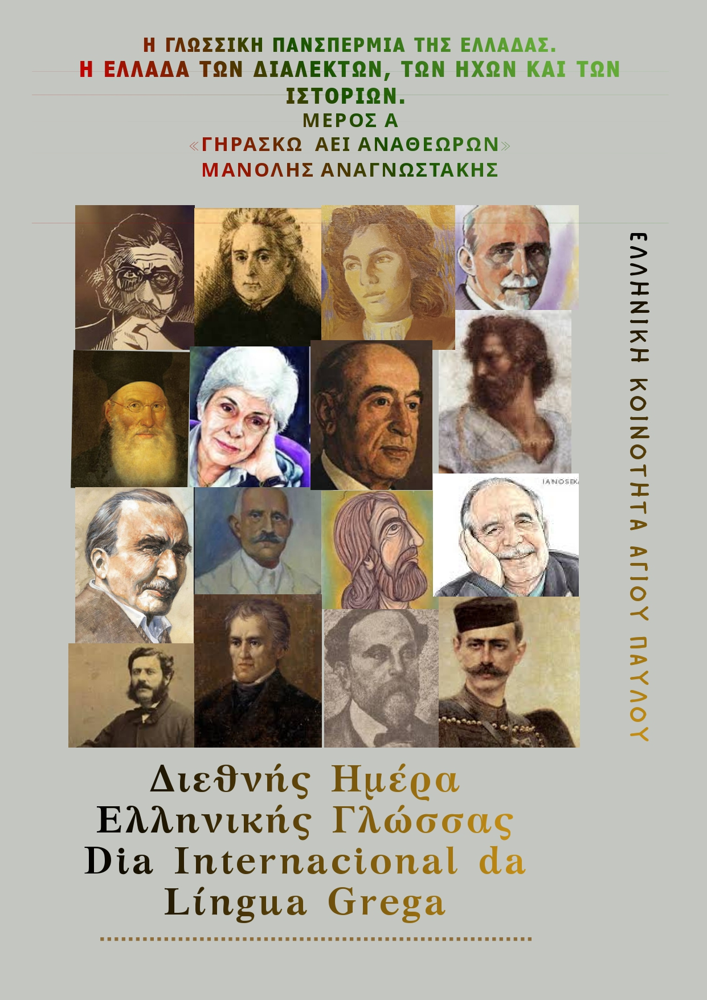 Η ΓΛΩΣΣΙΚΗ ΠΑΝΣΠΕΡΜΙΑ ΤΗΣ ΕΛΛΑΔΑΣ.
Η ΕΛΛΑΔΑ ΤΩΝ ΔΙΑΛΕΚΤΩΝ, ΤΩΝ ΗΧΩΝ ΚΑΙ ΤΩΝ
ΙΣΤΟΡΙΩΝ.
ΜΕΡΟΣ Α
«ΓΗΡΑΣΚΩ ΑΕΙ ΑΝΑΘΕΩΡΩΝ»
ΜΑΝΟΛΗΣ ΑΝΑΓΝΩΣΤΑΚΗΣ
ΕΛΛΗΝΙΚΗ ΚΟΙΝΟΤΗΤΑ ΑΓΙΟΥ ΠΑΥΛΟΥ
Διεθνής Ημέρα
Ελληνικής Γλώσσας
Dia Internacional da
Língua Grega